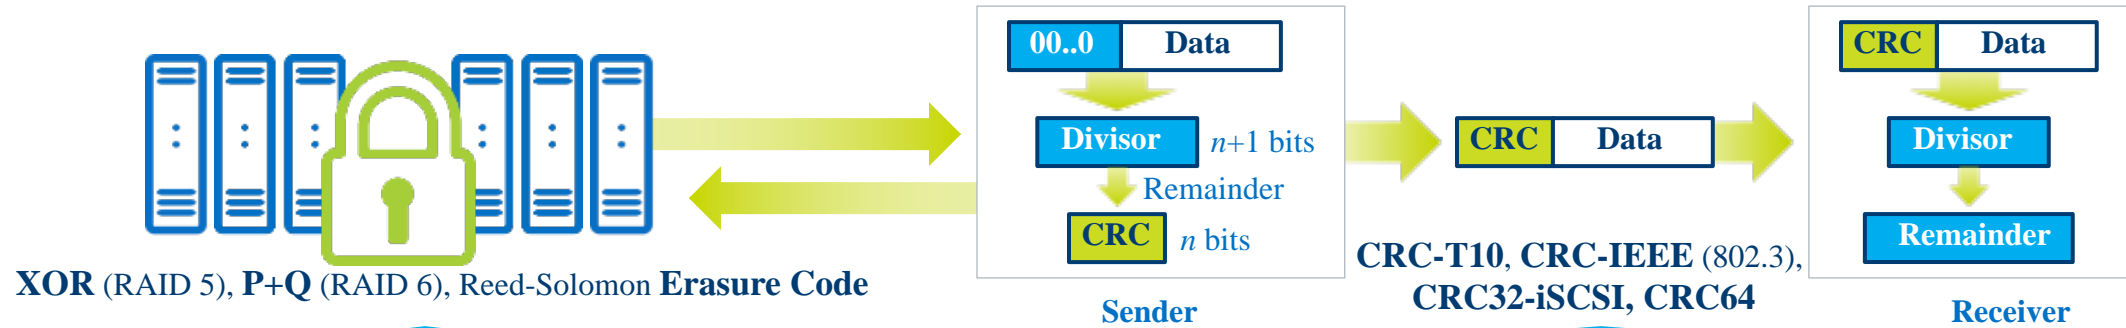 XOR (RAID 5), P+Q (RAID 6), Reed-Solomon Erasure Code
00..0 Data
Divisor n+1 bits
Remainder
CRC n bits
Sender
CRC Data
CRC-T10, CRC-IEEE (802.3),
CRC32-iSCSI, CRC64
CRC Data
Divisor
Remainder
Receiver